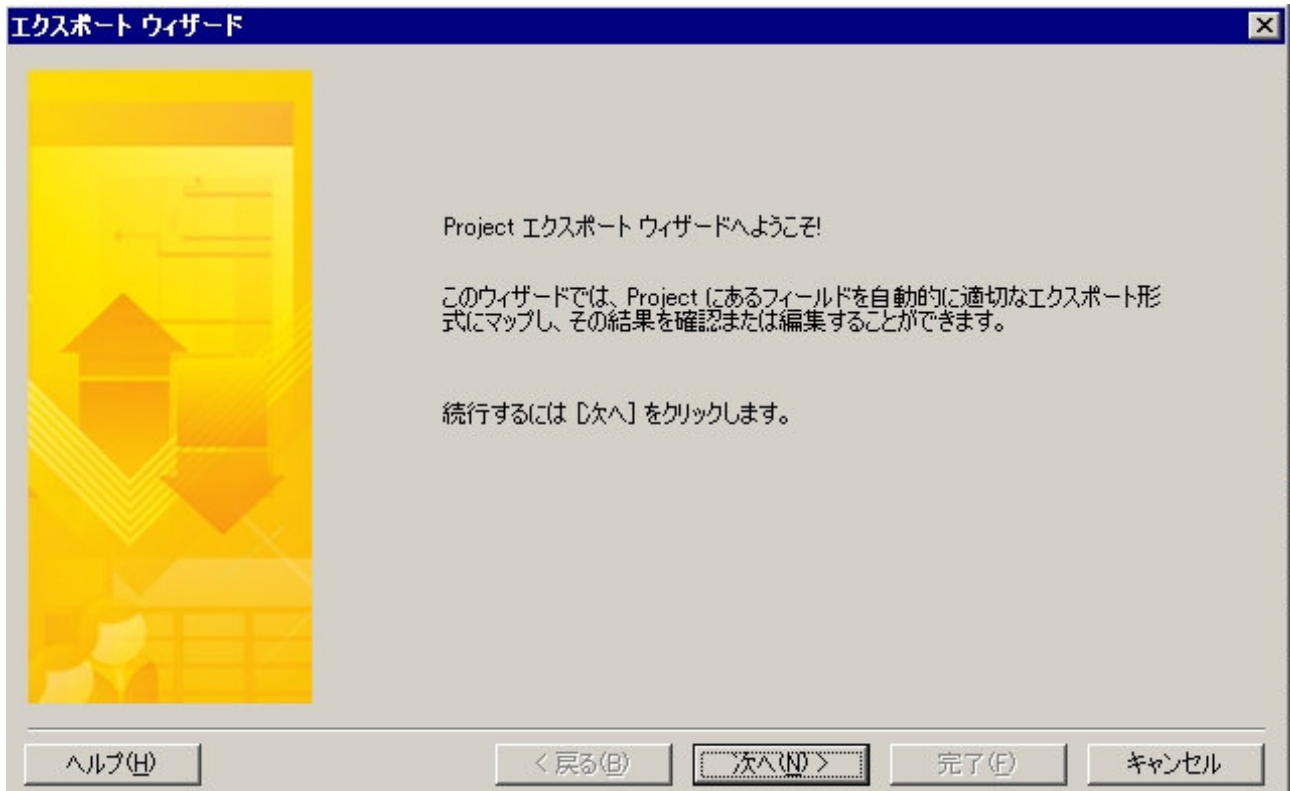 エクスポート ウィザード
Project エクスポート ウィザードへようこそ!
このウィザードでは、Project にあるフィールドを自動的に適切なエクスポート形
式にマップし、その結果を確認または編集することができます。
続行するには [次へ] をクリックします。
ヘルプ(H)
< 戻る(B)
次へ(N) >
完了(F)
キャンセル